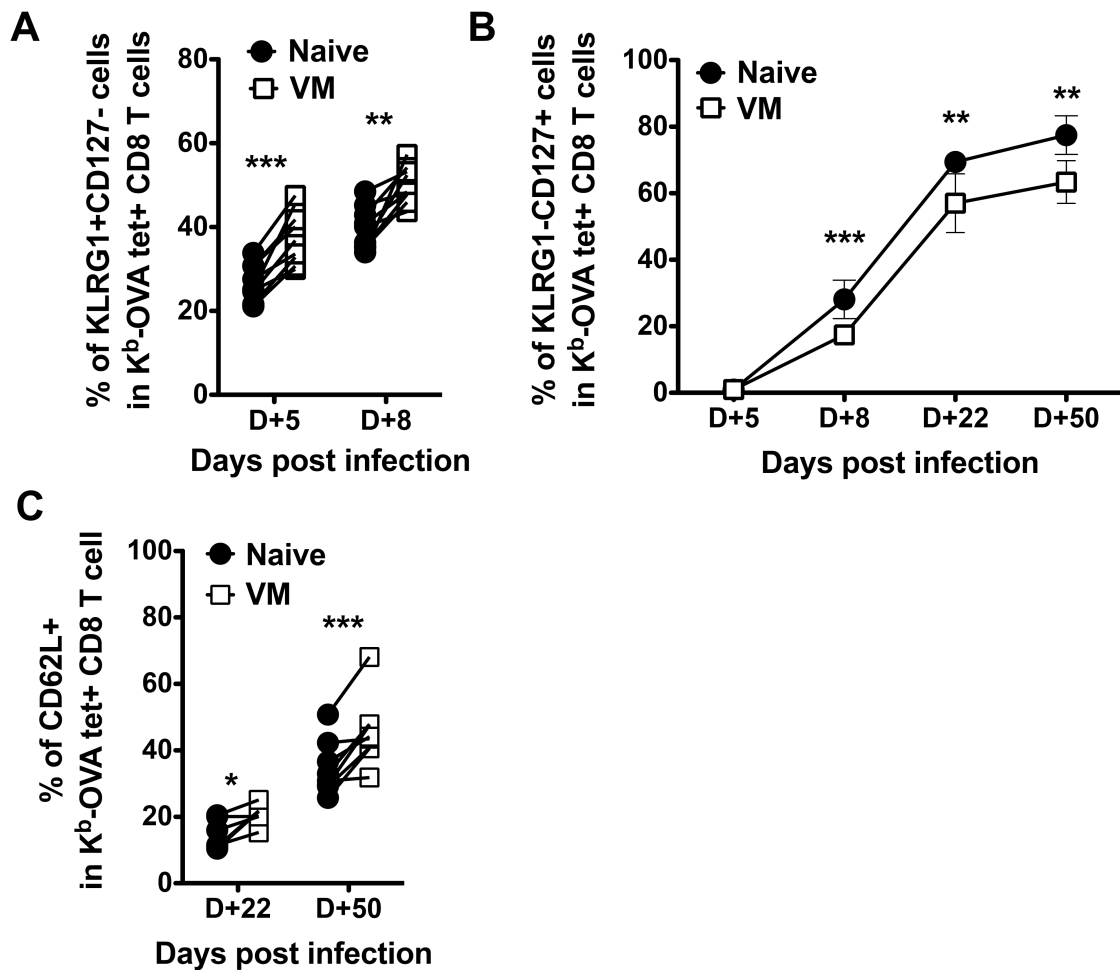 A
% of KLRG1+CD127- cells
in Kᵇ-OVA tet+ CD8 T cells
80
60
40
20
0
Naive
VM
***
**
D+5
D+8
Days post infection
B
% of KLRG1-CD127+ cells
in Kᵇ-OVA tet+ CD8 T cells
100
80
60
40
20
0
Naive
VM
***
**
**
D+5
D+8
D+22
D+50
Days post infection
C
% of CD62L+
in Kᵇ-OVA tet+ CD8 T cell
100
80
60
40
20
0
Naive
VM
*
***
D+22
D+50
Days post infection